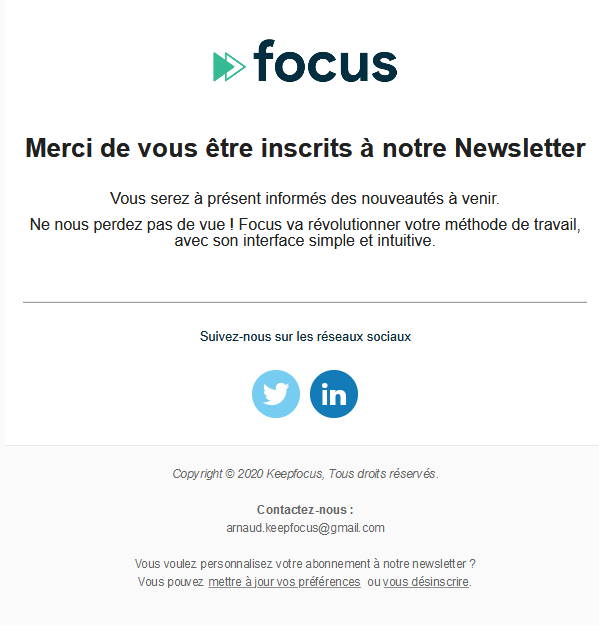 focus
Merci de vous être inscrits à notre Newsletter
Vous serez à présent informés des nouveautés à venir.
Ne nous perdez pas de vue ! Focus va révolutionner votre méthode de travail,
avec son interface simple et intuitive.
Suivez-nous sur les réseaux sociaux
in
Copyright © 2020 Keepfocus, Tous droits réservés.
Contactez-nous :
arnaud.keepfocus@gmail.com
Vous voulez personnalisez votre abonnement à notre newsletter ?
Vous pouvez mettre à jour vos préférences ou vous désinscrire.